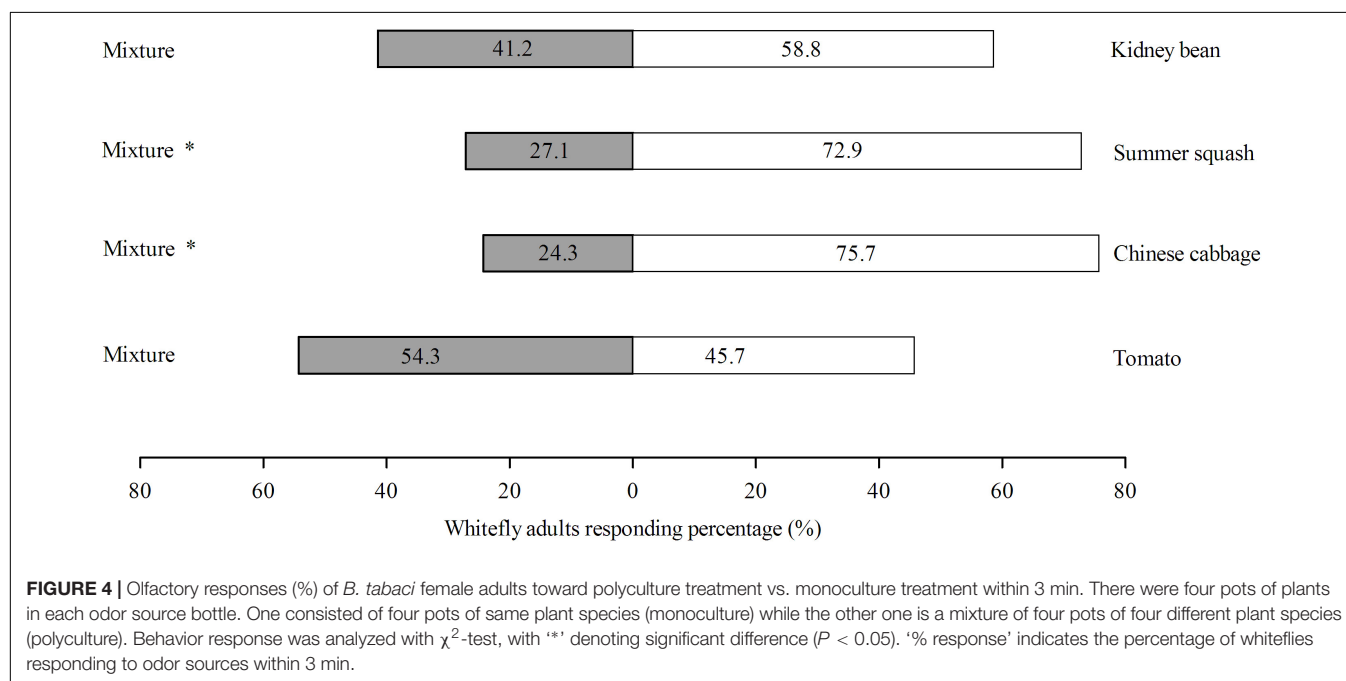 Mixture 41.2 58.8 Kidney bean
Mixture * 27.1 72.9 Summer squash
Mixture * 24.3 75.7 Chinese cabbage
Mixture 54.3 45.7 Tomato
80 60 40 20 0 20 40 60 80
Whitefly adults responding percentage (%)
FIGURE 4 | Olfactory responses (%) of B. tabaci female adults toward polyculture treatment vs. monoculture treatment within 3 min. There were four pots of plants
in each odor source bottle. One consisted of four pots of same plant species (monoculture) while the other one is a mixture of four pots of four different plant species
(polyculture). Behavior response was analyzed with χ²-test, with ‘*’ denoting significant difference (P < 0.05). ‘% response’ indicates the percentage of whiteflies
responding to odor sources within 3 min.